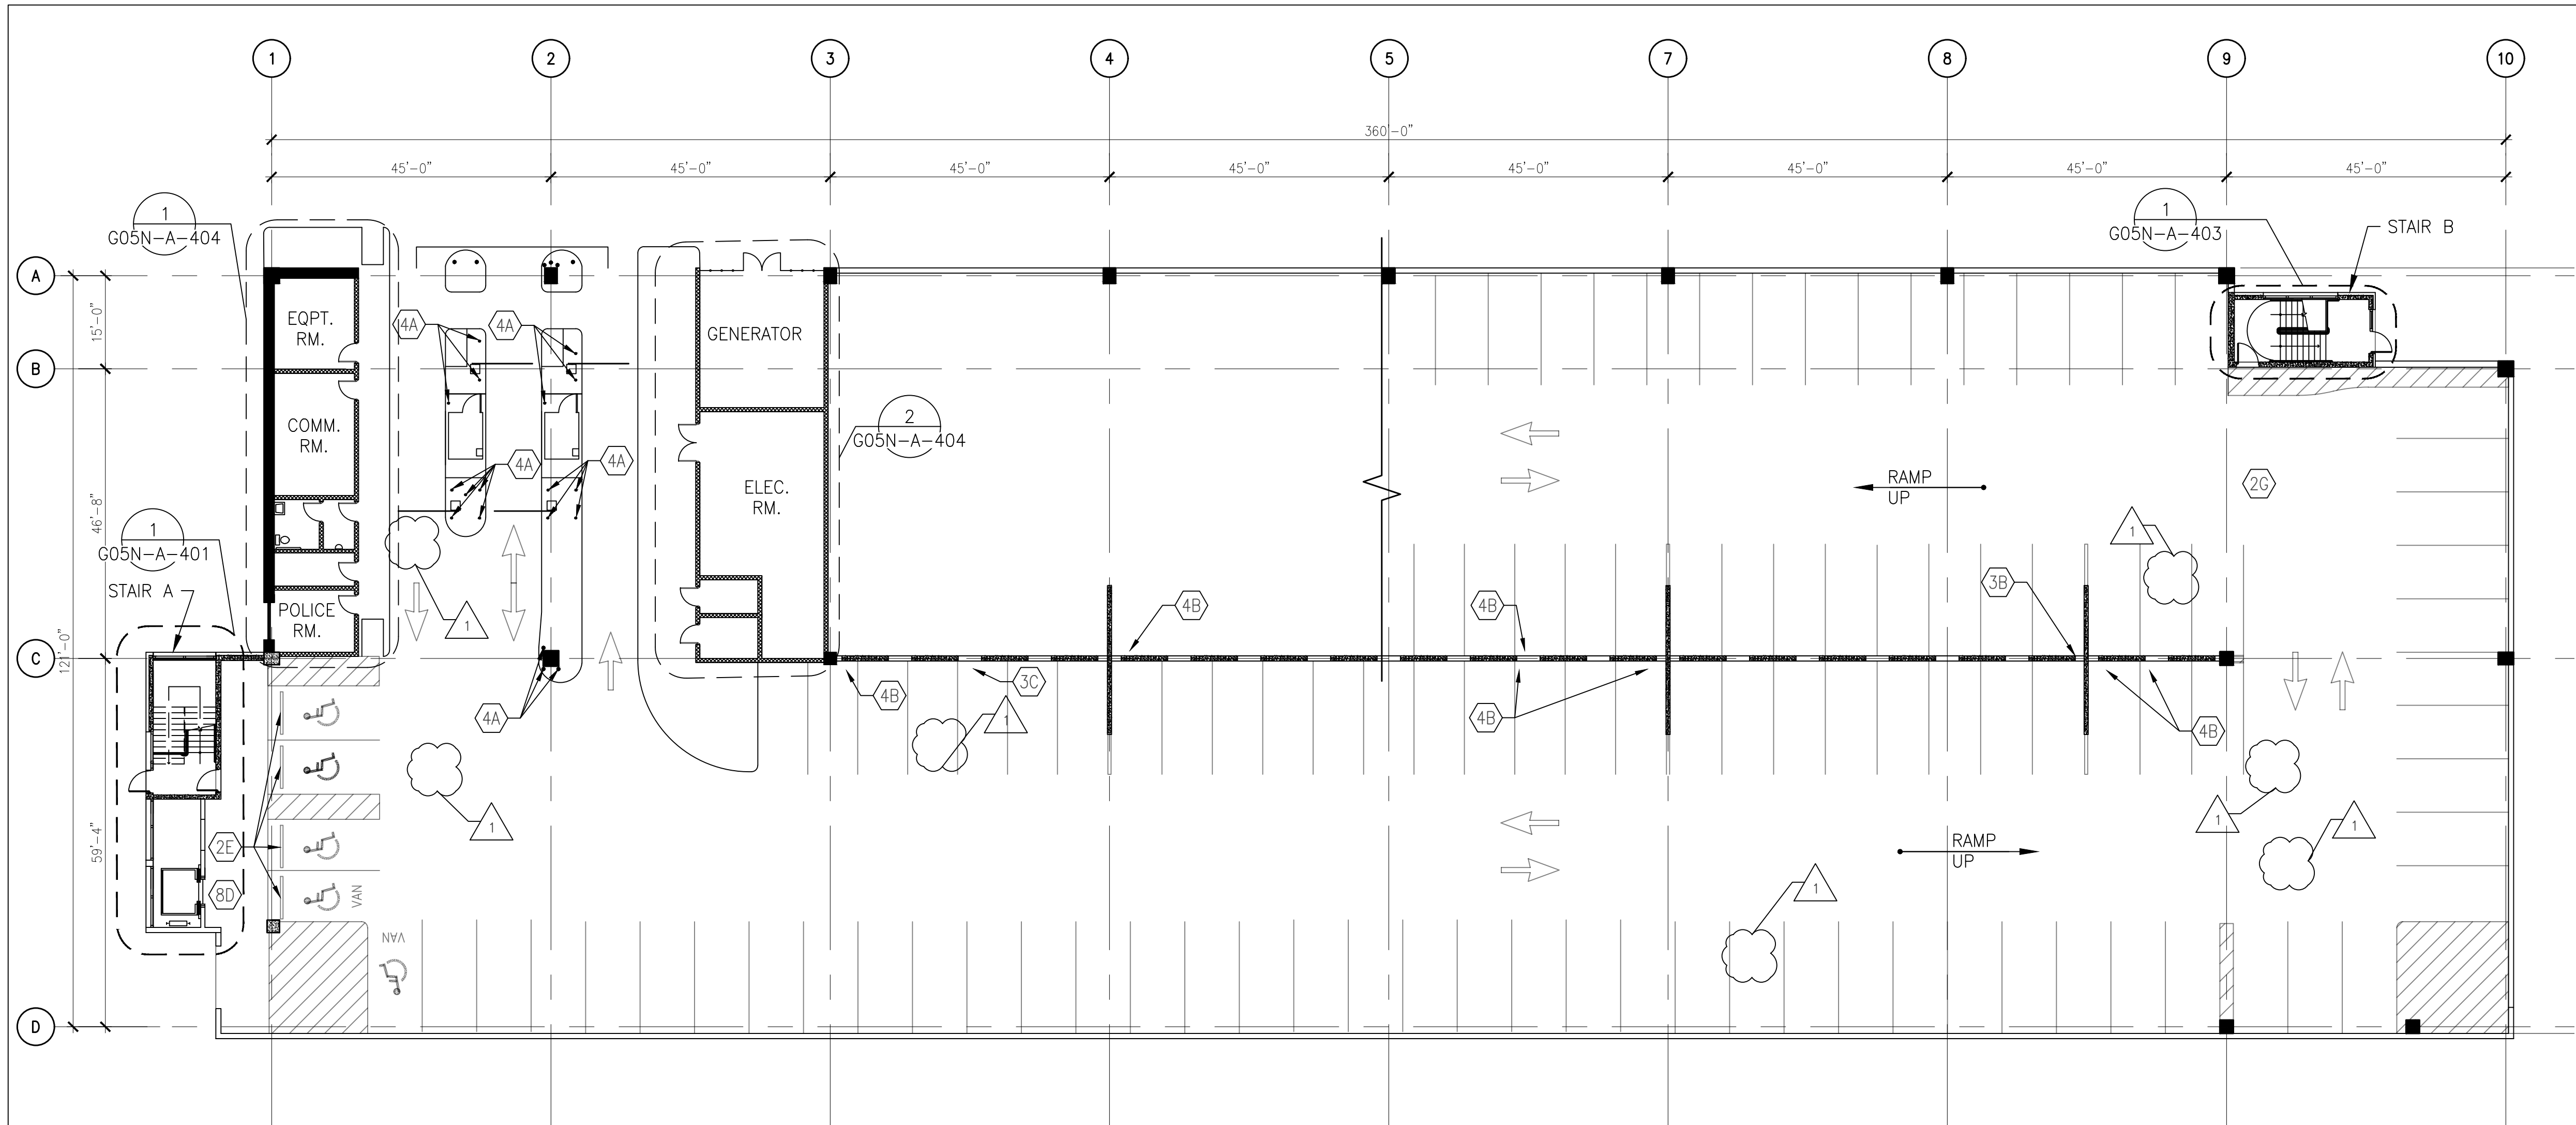 1 2 3 4 5 7 8 9 10
360'-0"
45'-0" 45'-0" 45'-0" 45'-0" 45'-0" 45'-0" 45'-0" 45'-0"
1
G05N-A-404
1
G05N-A-403
STAIR B
A
B
C
D
15'-0"
46'-8"
59'-4"
121'-0"
EQPT.
RM.
COMM.
RM.
POLICE
RM.
4A
4A
4A
4A
4A
GENERATOR
ELEC.
RM.
2
G05N-A-404
1
G05N-A-401
STAIR A
RAMP
UP
2G
1
1
3B
4B
4B
4B
3C
1
4B
4B
1
2E
8D
VAN
VAN
RAMP
UP
1
1
1